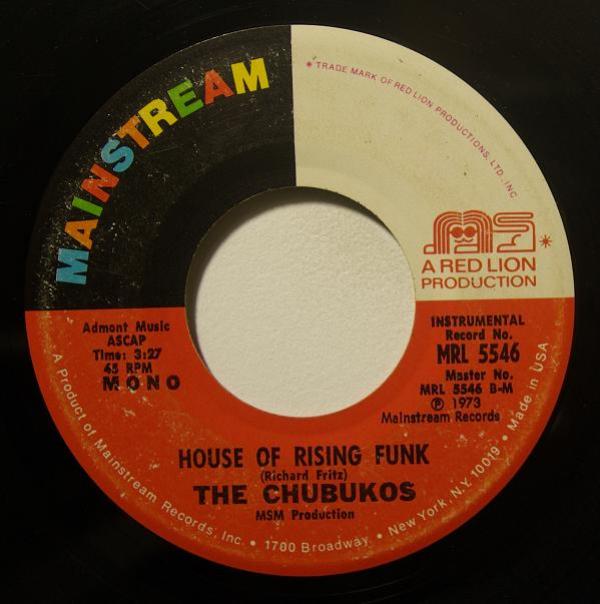 MAINSTREAM
* TRADE MARK OF RED LION PRODUCTIONS, LTD., INC
ms *
A RED LION
PRODUCTION
Admont Music
ASCAP
Time: 3:27
45 RPM
MONO
INSTRUMENTAL
Record No.
MRL 5546
Master No.
MRL 5546 B-M
℗ 1973
Mainstream Records
HOUSE OF RISING FUNK
(Richard Fritz)
THE CHUBUKOS
MSM Production
A Product of Mainstream Records, Inc. • 1700 Broadway • New York, N.Y. 10019 • Made in USA